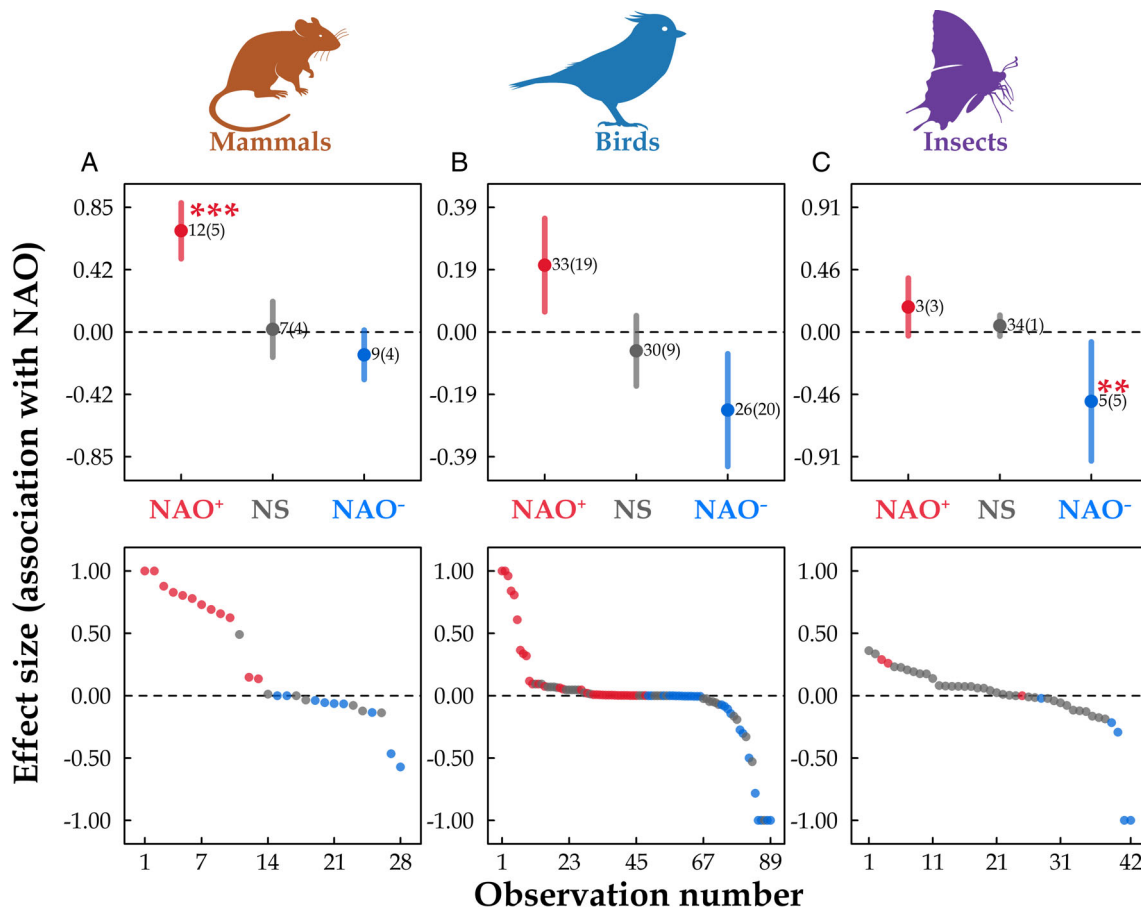 Mammals
Birds
Insects
A
B
C
Effect size (association with NAO)
0.85
0.42
0.00
-0.42
-0.85
***
12(5)
7(4)
9(4)
NAO⁺ NS NAO⁻
0.39
0.19
0.00
-0.19
-0.39
33(19)
30(9)
26(20)
NAO⁺ NS NAO⁻
0.91
0.46
0.00
-0.46
-0.91
3(3)
34(1)
**
5(5)
NAO⁺ NS NAO⁻
1.00
0.50
0.00
-0.50
-1.00
1 7 14 21 28
1.00
0.50
0.00
-0.50
-1.00
1 23 45 67 89
1.00
0.50
0.00
-0.50
-1.00
1 11 21 31 42
Observation number